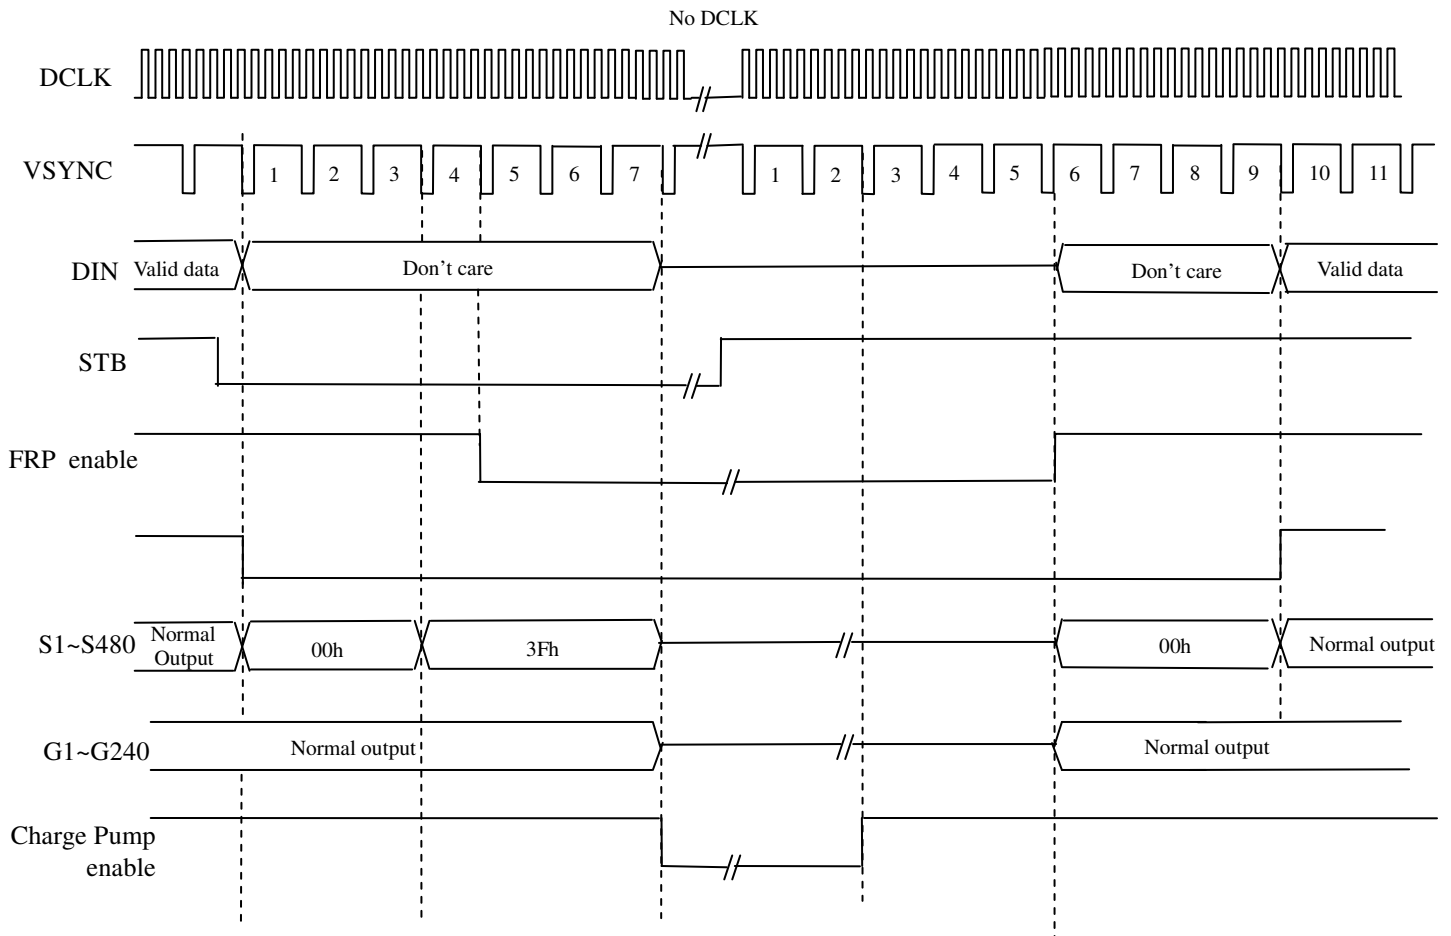 No DCLK
DCLK
VSYNC 1 2 3 4 5 6 7 1 2 3 4 5 6 7 8 9 10 11
DIN Valid data Don't care Don't care Valid data
STB
FRP enable
S1~S480 Normal Output 00h 3Fh 00h Normal output
G1~G240 Normal output Normal output
Charge Pump
enable